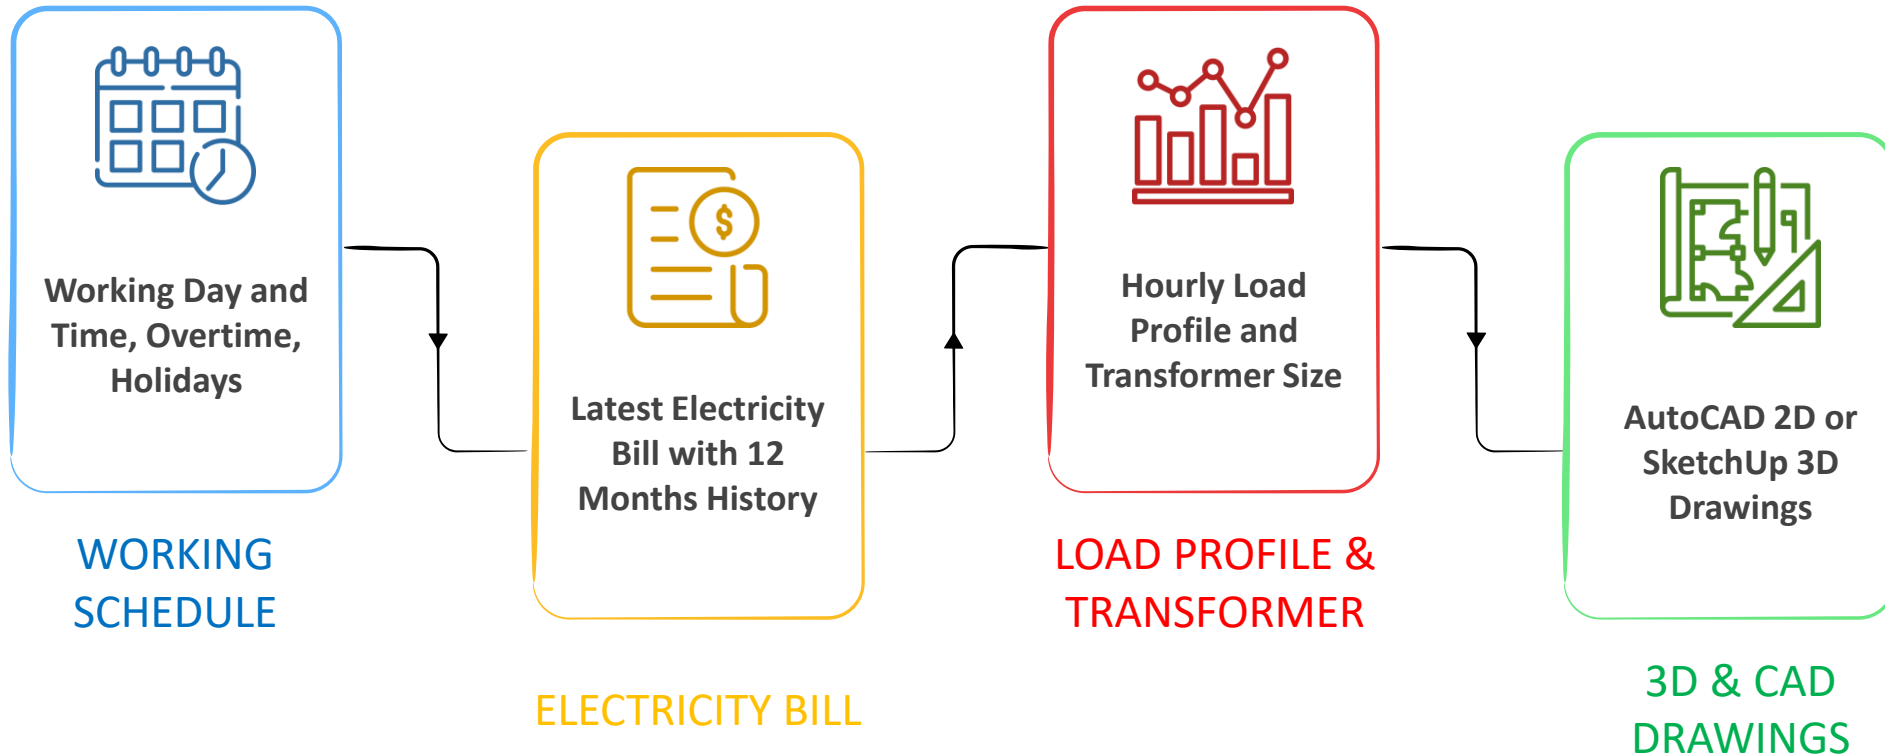 Working Day and
Time, Overtime,
Holidays
WORKING
SCHEDULE
$
Latest Electricity
Bill with 12
Months History
ELECTRICITY BILL
Hourly Load
Profile and
Transformer Size
LOAD PROFILE &
TRANSFORMER
AutoCAD 2D or
SketchUp 3D
Drawings
3D & CAD
DRAWINGS